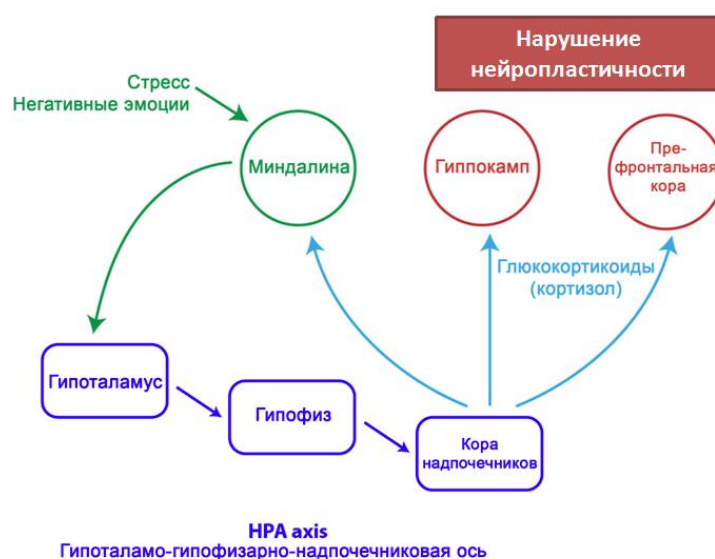 Нарушение
нейропластичности
Стресс
Негативные эмоции
Миндалина
Гиппокамп
Пре-
фронтальная
кора
Глюкокортикоиды
(кортизол)
Гипоталамус
Гипофиз
Кора
надпочечников
HPA axis
Гипоталамо-гипофизарно-надпочечниковая ось